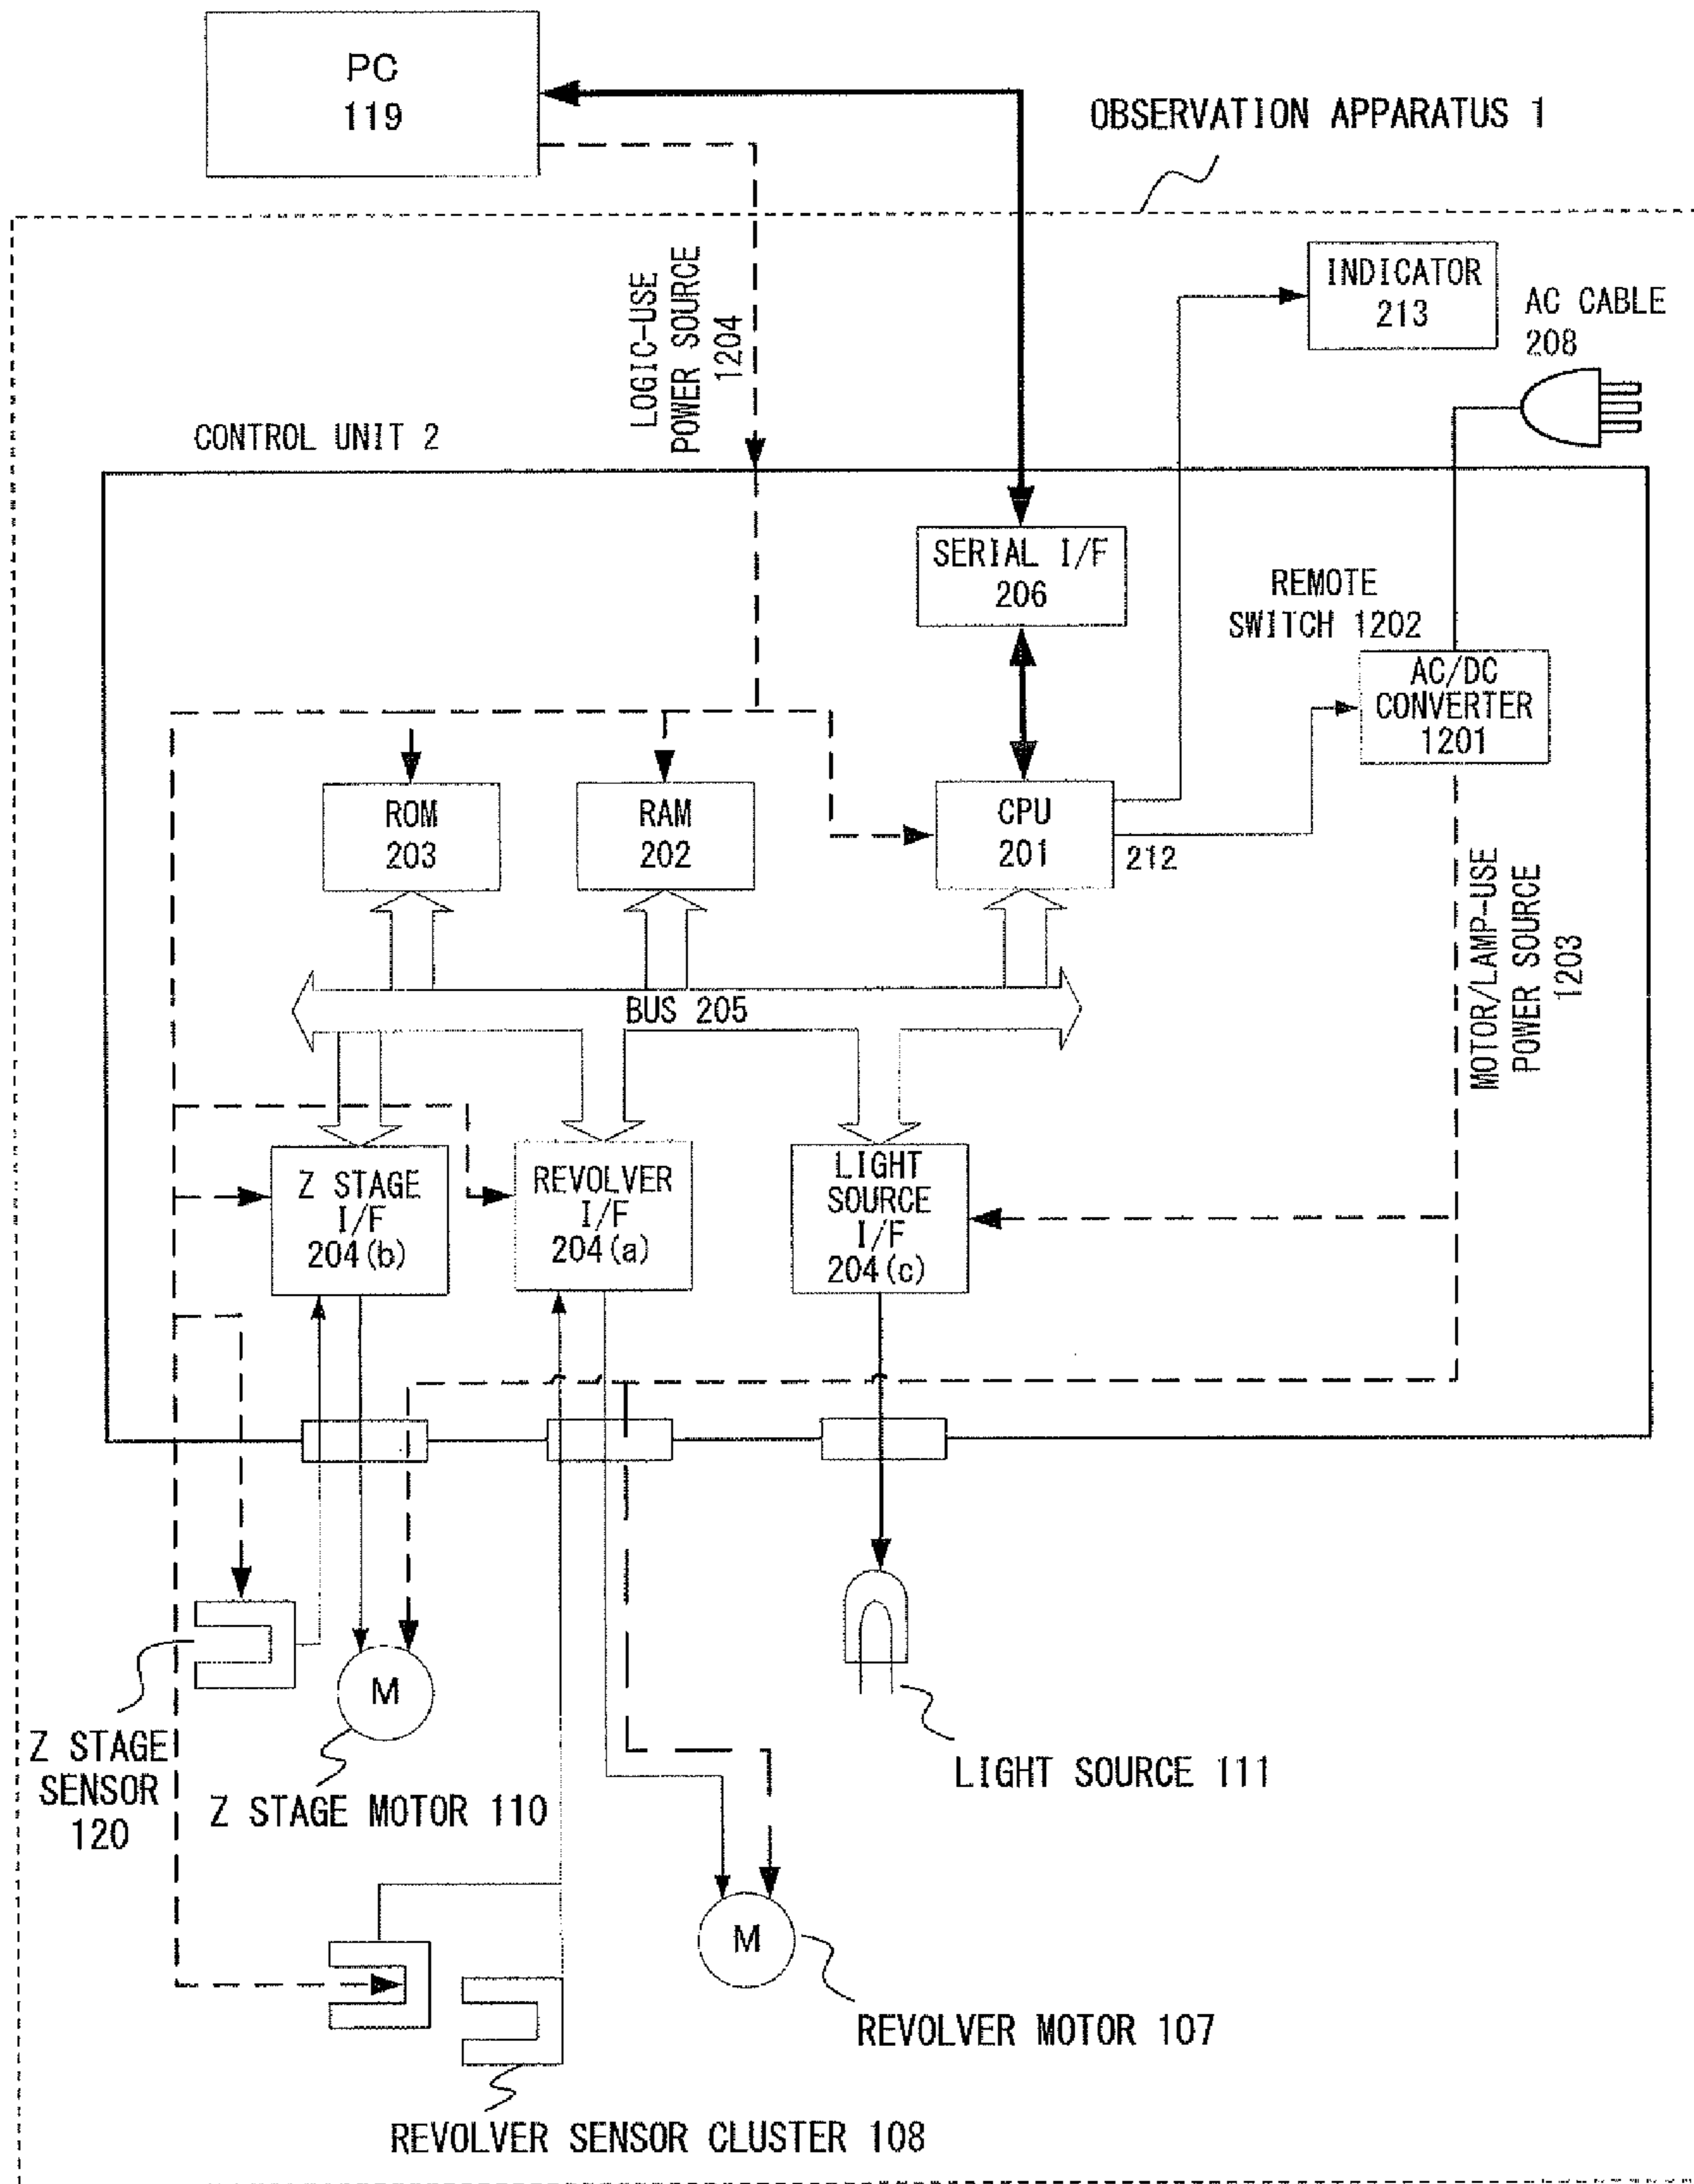 PC
119
OBSERVATION APPARATUS 1
LOGIC-USE
POWER SOURCE
1204
INDICATOR
213
AC CABLE
208
CONTROL UNIT 2
SERIAL I/F
206
REMOTE
SWITCH 1202
AC/DC
CONVERTER
1201
ROM
203
RAM
202
CPU
201
212
MOTOR/LAMP-USE
POWER SOURCE
1203
BUS 205
Z STAGE
I/F
204(b)
REVOLVER
I/F
204(a)
LIGHT
SOURCE
I/F
204(c)
M
Z STAGE
SENSOR
120
Z STAGE MOTOR 110
LIGHT SOURCE 111
M
REVOLVER MOTOR 107
REVOLVER SENSOR CLUSTER 108